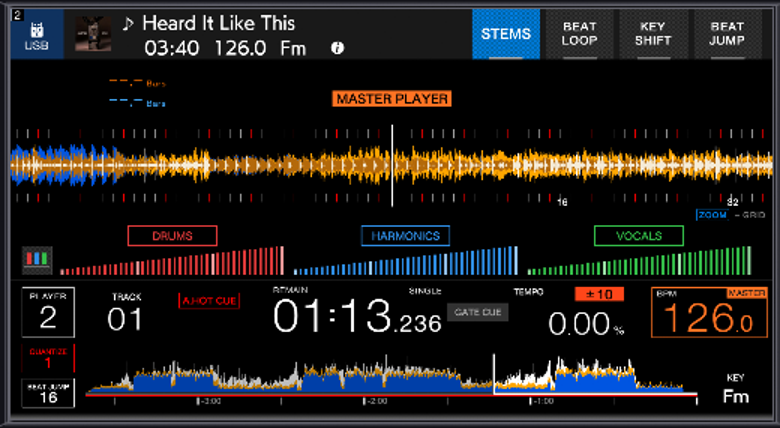 2
USB
♪ Heard It Like This
03:40 126.0 Fm
i
STEMS
BEAT LOOP
KEY SHIFT
BEAT JUMP
--.- Bars
--.- Bars
MASTER PLAYER
16 32
ZOOM - GRID
DRUMS HARMONICS VOCALS
PLAYER
2
TRACK
01
A.HOT CUE
REMAIN SINGLE
01:13.236
GATE CUE
TEMPO ±10
0.00%
BPM MASTER
126.0
QUANTIZE
1
BEAT JUMP
16
-3:00 -2:00 -1:00
KEY
Fm